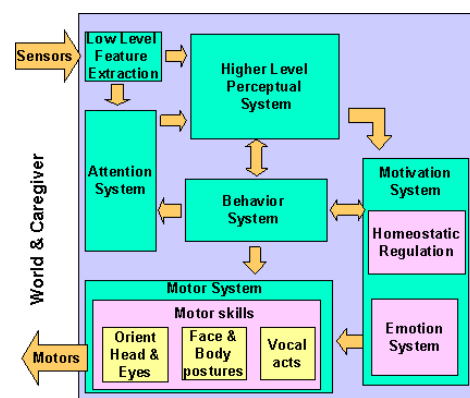 Sensors
Low Level
Feature
Extraction
Higher Level
Perceptual
System
Attention
System
Behavior
System
Motivation
System
Homeostatic
Regulation
Emotion
System
World & Caregiver
Motor System
Motor skills
Orient
Head &
Eyes
Face &
Body
postures
Vocal
acts
Motors